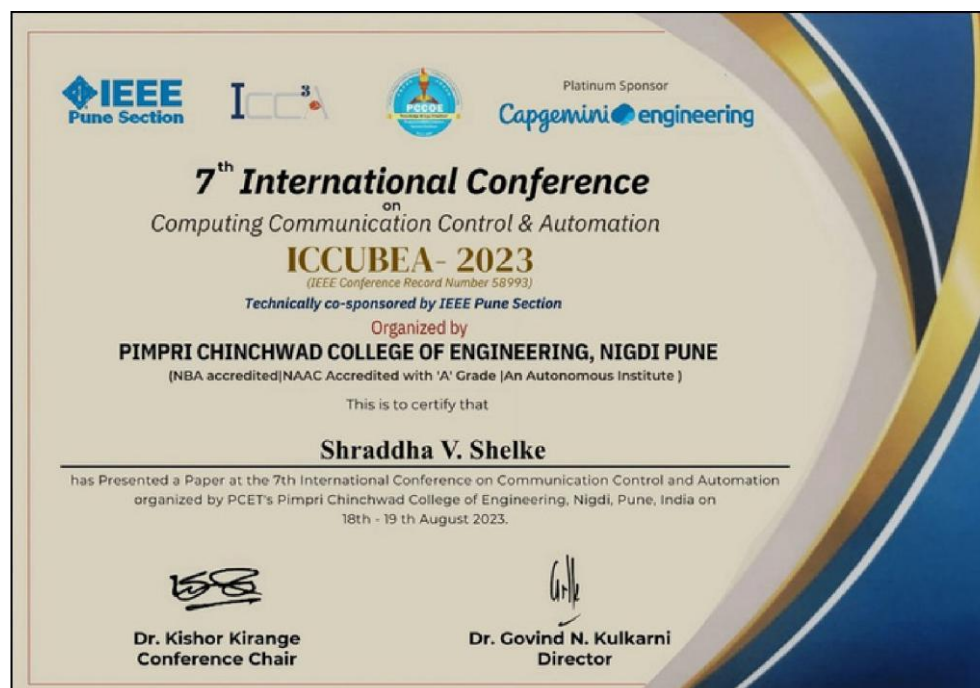 IEEE
Pune Section
ICC³A
PCCOE
Platinum Sponsor
Capgemini engineering
7th International Conference
on
Computing Communication Control & Automation
ICCUBEA- 2023
(IEEE Conference Record Number 58993)
Technically co-sponsored by IEEE Pune Section
Organized by
PIMPRI CHINCHWAD COLLEGE OF ENGINEERING, NIGDI PUNE
(NBA accredited|NAAC Accredited with 'A' Grade |An Autonomous Institute )
This is to certify that
Shraddha V. Shelke
has Presented a Paper at the 7th International Conference on Communication Control and Automation
organized by PCET's Pimpri Chinchwad College of Engineering, Nigdi, Pune, India on
18th - 19 th August 2023.
Dr. Kishor Kirange
Conference Chair
Dr. Govind N. Kulkarni
Director